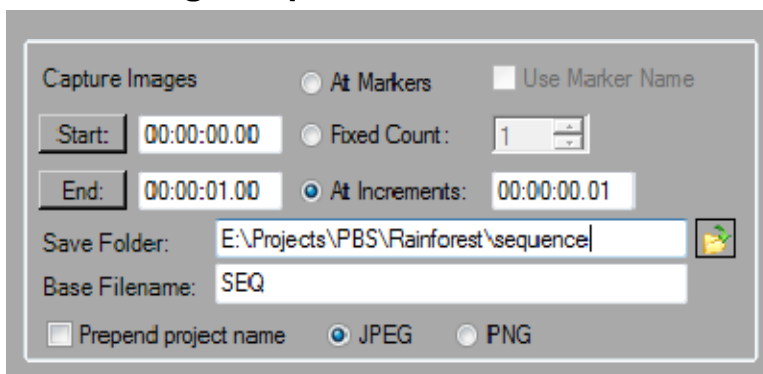 Capture Images At Markers Use Marker Name
Start: 00:00:00.00 Fixed Count: 1
End: 00:00:01.00 At Increments: 00:00:00.01
Save Folder: E:\Projects\PBS\Rainforest\sequence
Base Filename: SEQ
Prepend project name JPEG PNG